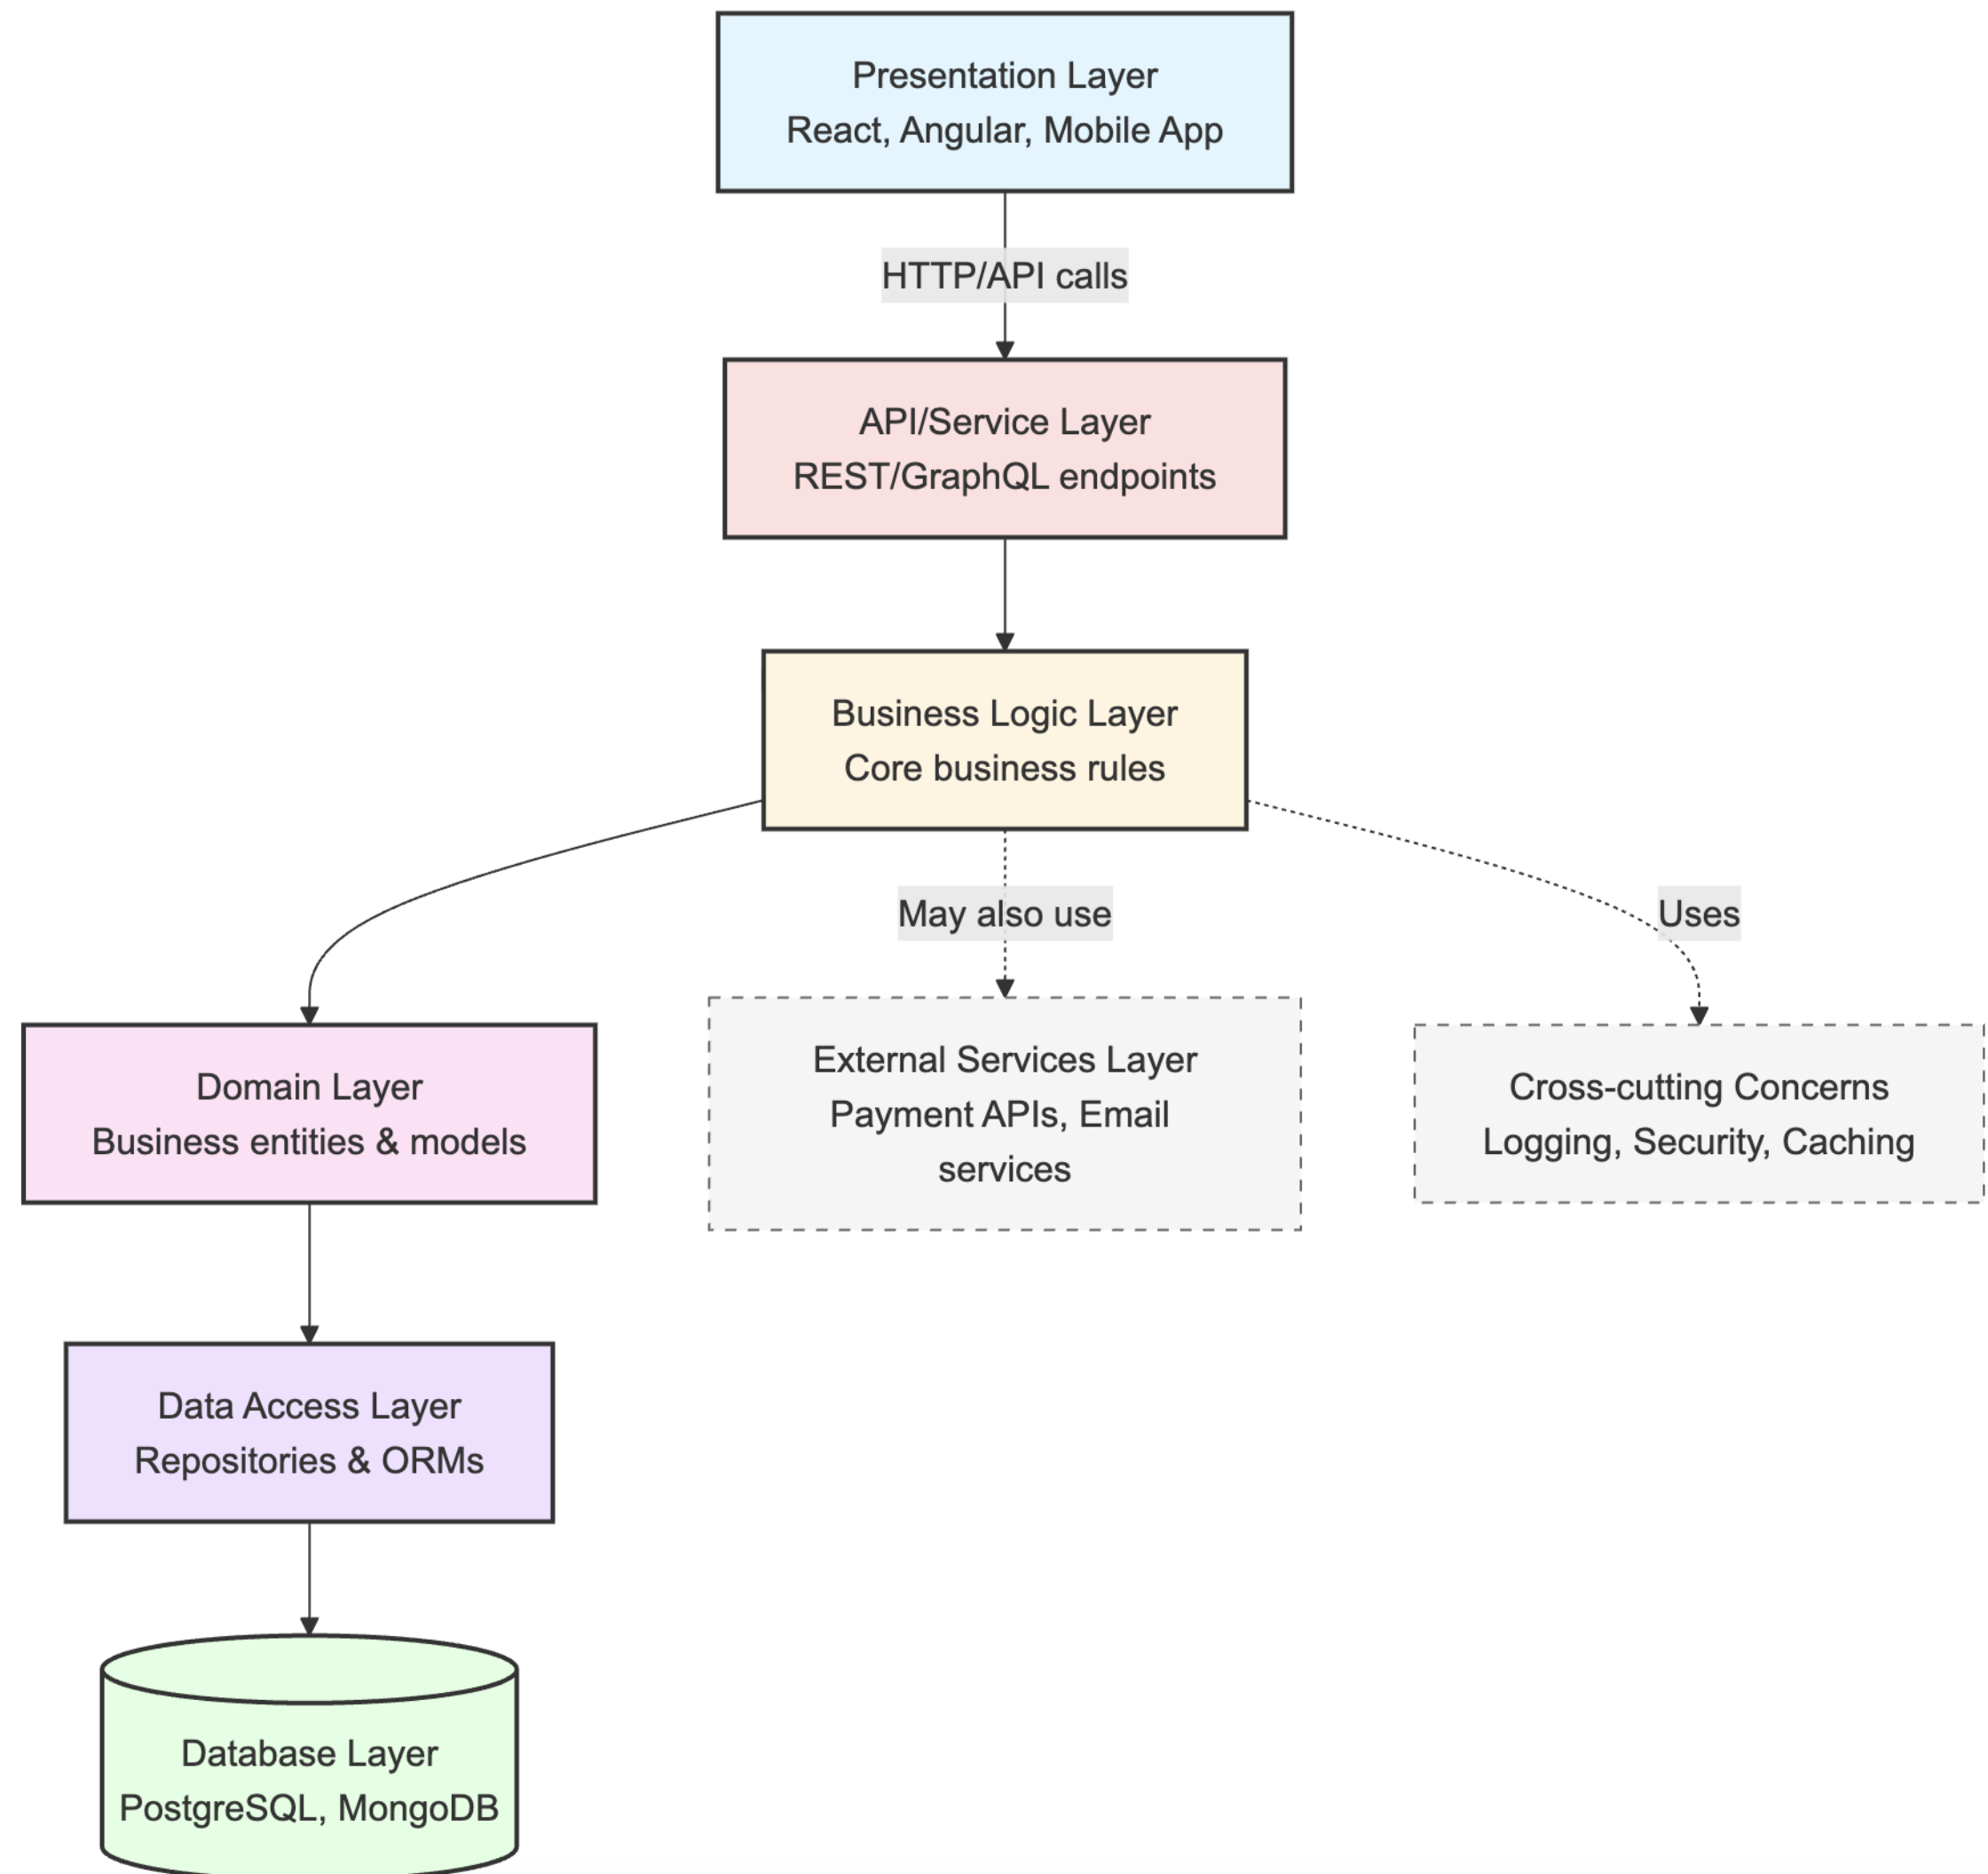 Presentation Layer
React, Angular, Mobile App
HTTP/API calls
API/Service Layer
REST/GraphQL endpoints
Business Logic Layer
Core business rules
May also use
Uses
Domain Layer
Business entities & models
External Services Layer
Payment APIs, Email
services
Cross-cutting Concerns
Logging, Security, Caching
Data Access Layer
Repositories & ORMs
Database Layer
PostgreSQL, MongoDB